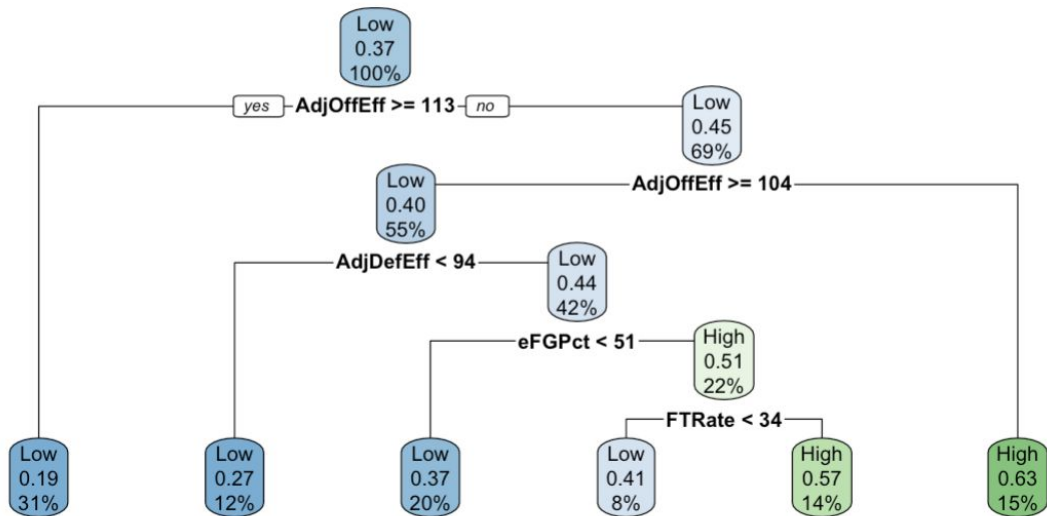 Low
0.37
100%
yes AdjOffEff >= 113 no
Low
0.45
69%
AdjOffEff >= 104
Low
0.40
55%
AdjDefEff < 94
Low
0.44
42%
eFGPct < 51
High
0.51
22%
FTRate < 34
Low
0.19
31%
Low
0.27
12%
Low
0.37
20%
Low
0.41
8%
High
0.57
14%
High
0.63
15%